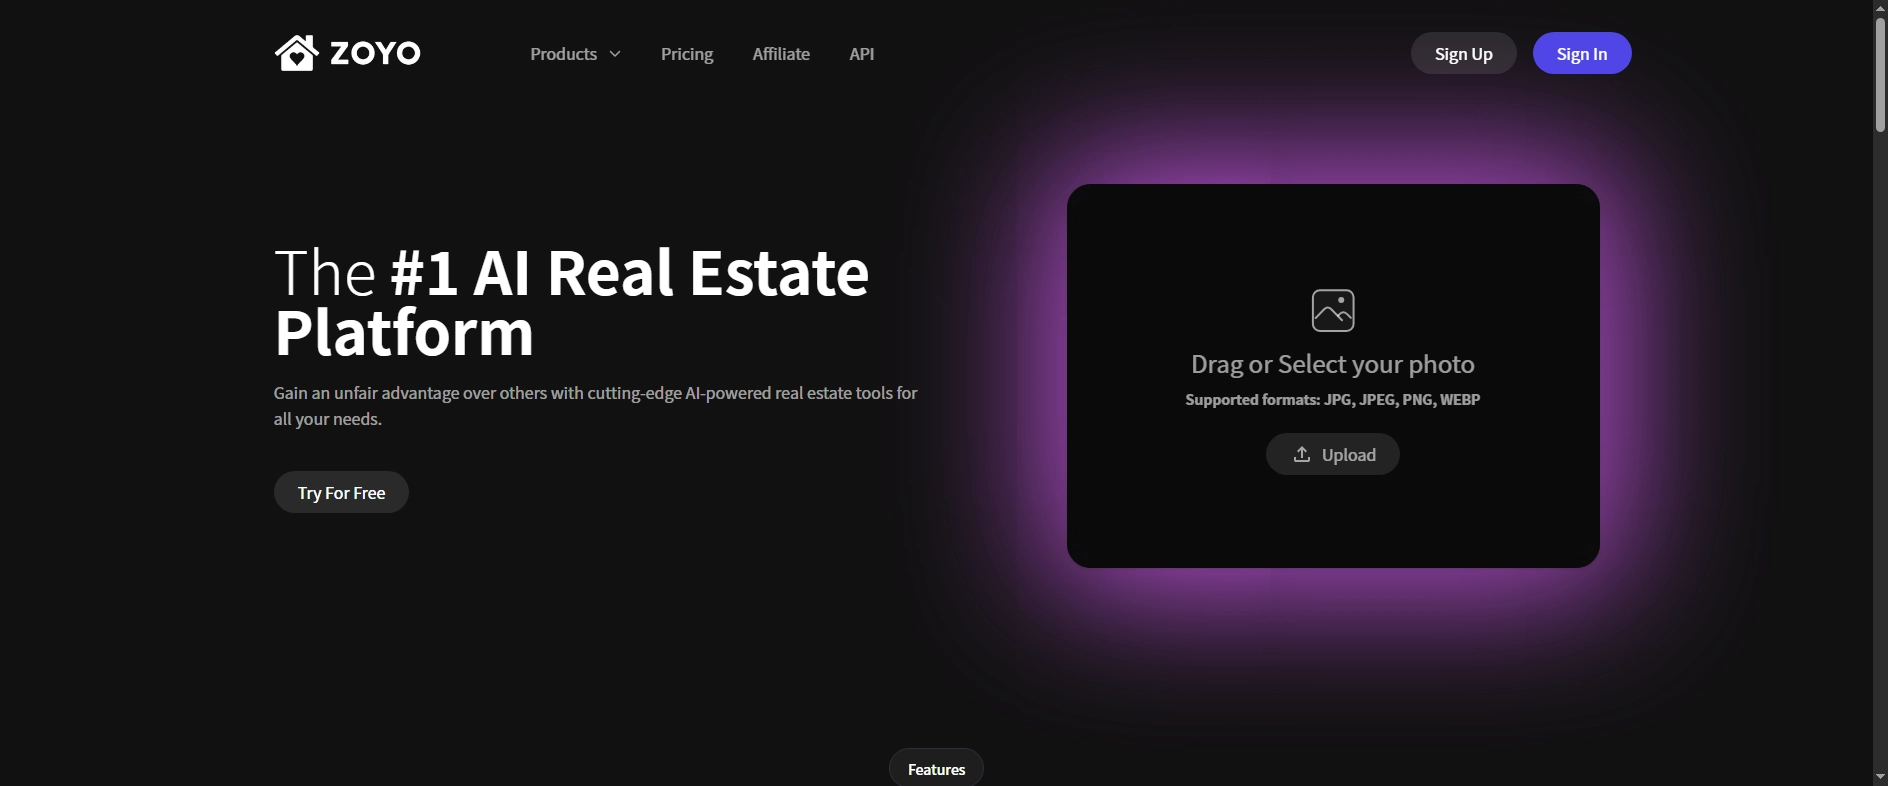 ZOYO
Products
Pricing
Affiliate
API
Sign Up
Sign In
The #1 AI Real Estate
Platform
Gain an unfair advantage over others with cutting-edge AI-powered real estate tools for
all your needs.
Try For Free
Drag or Select your photo
Supported formats: JPG, JPEG, PNG, WEBP
Upload
Features